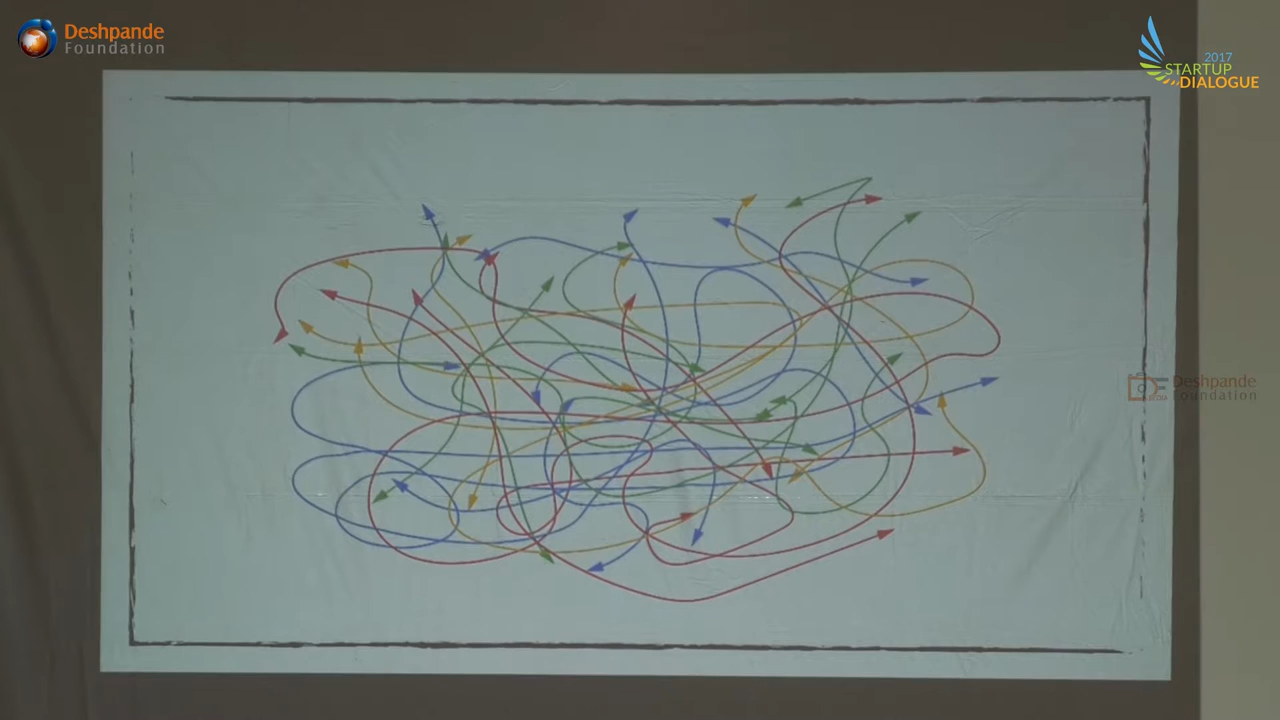 Deshpande
Foundation
2017
STARTUP
DIALOGUE
Deshpande
Foundation